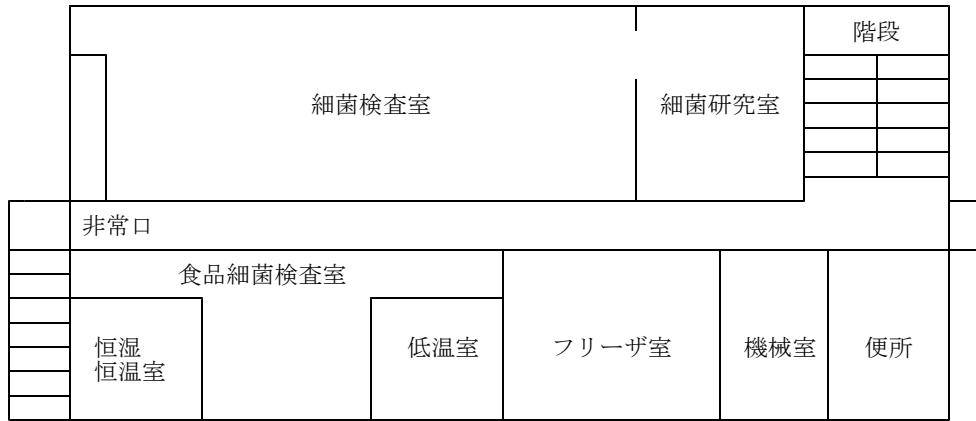 階段
細菌検査室
細菌研究室
非常口
食品細菌検査室
恒湿
恒温室
低温室
フリーザ室
機械室
便所